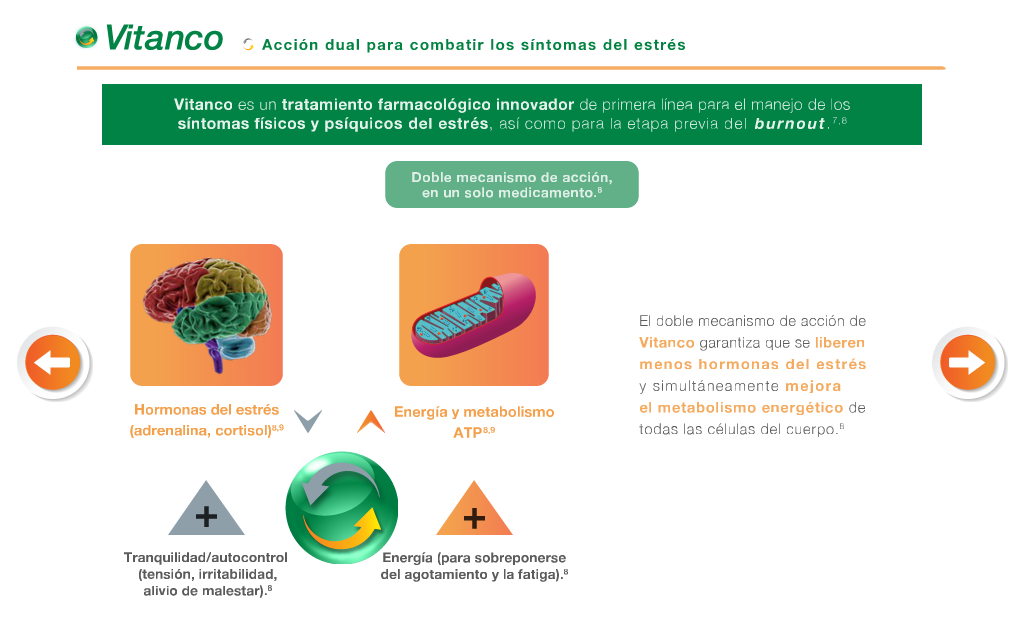 Vitanco
Acción dual para combatir los síntomas del estrés
Vitanco es un tratamiento farmacológico innovador de primera línea para el manejo de los
síntomas físicos y psíquicos del estrés, así como para la etapa previa del burnout.⁷,⁸
Doble mecanismo de acción,
en un solo medicamento.⁸
El doble mecanismo de acción de
Vitanco garantiza que se liberen
menos hormonas del estrés
y simultáneamente mejora
el metabolismo energético de
todas las células del cuerpo.⁶
Hormonas del estrés
(adrenalina, cortisol)⁸,⁹
Energía y metabolismo
ATP⁸,⁹
+
+
Tranquilidad/autocontrol
(tensión, irritabilidad,
alivio de malestar).⁸
Energía (para sobreponerse
del agotamiento y la fatiga).⁸